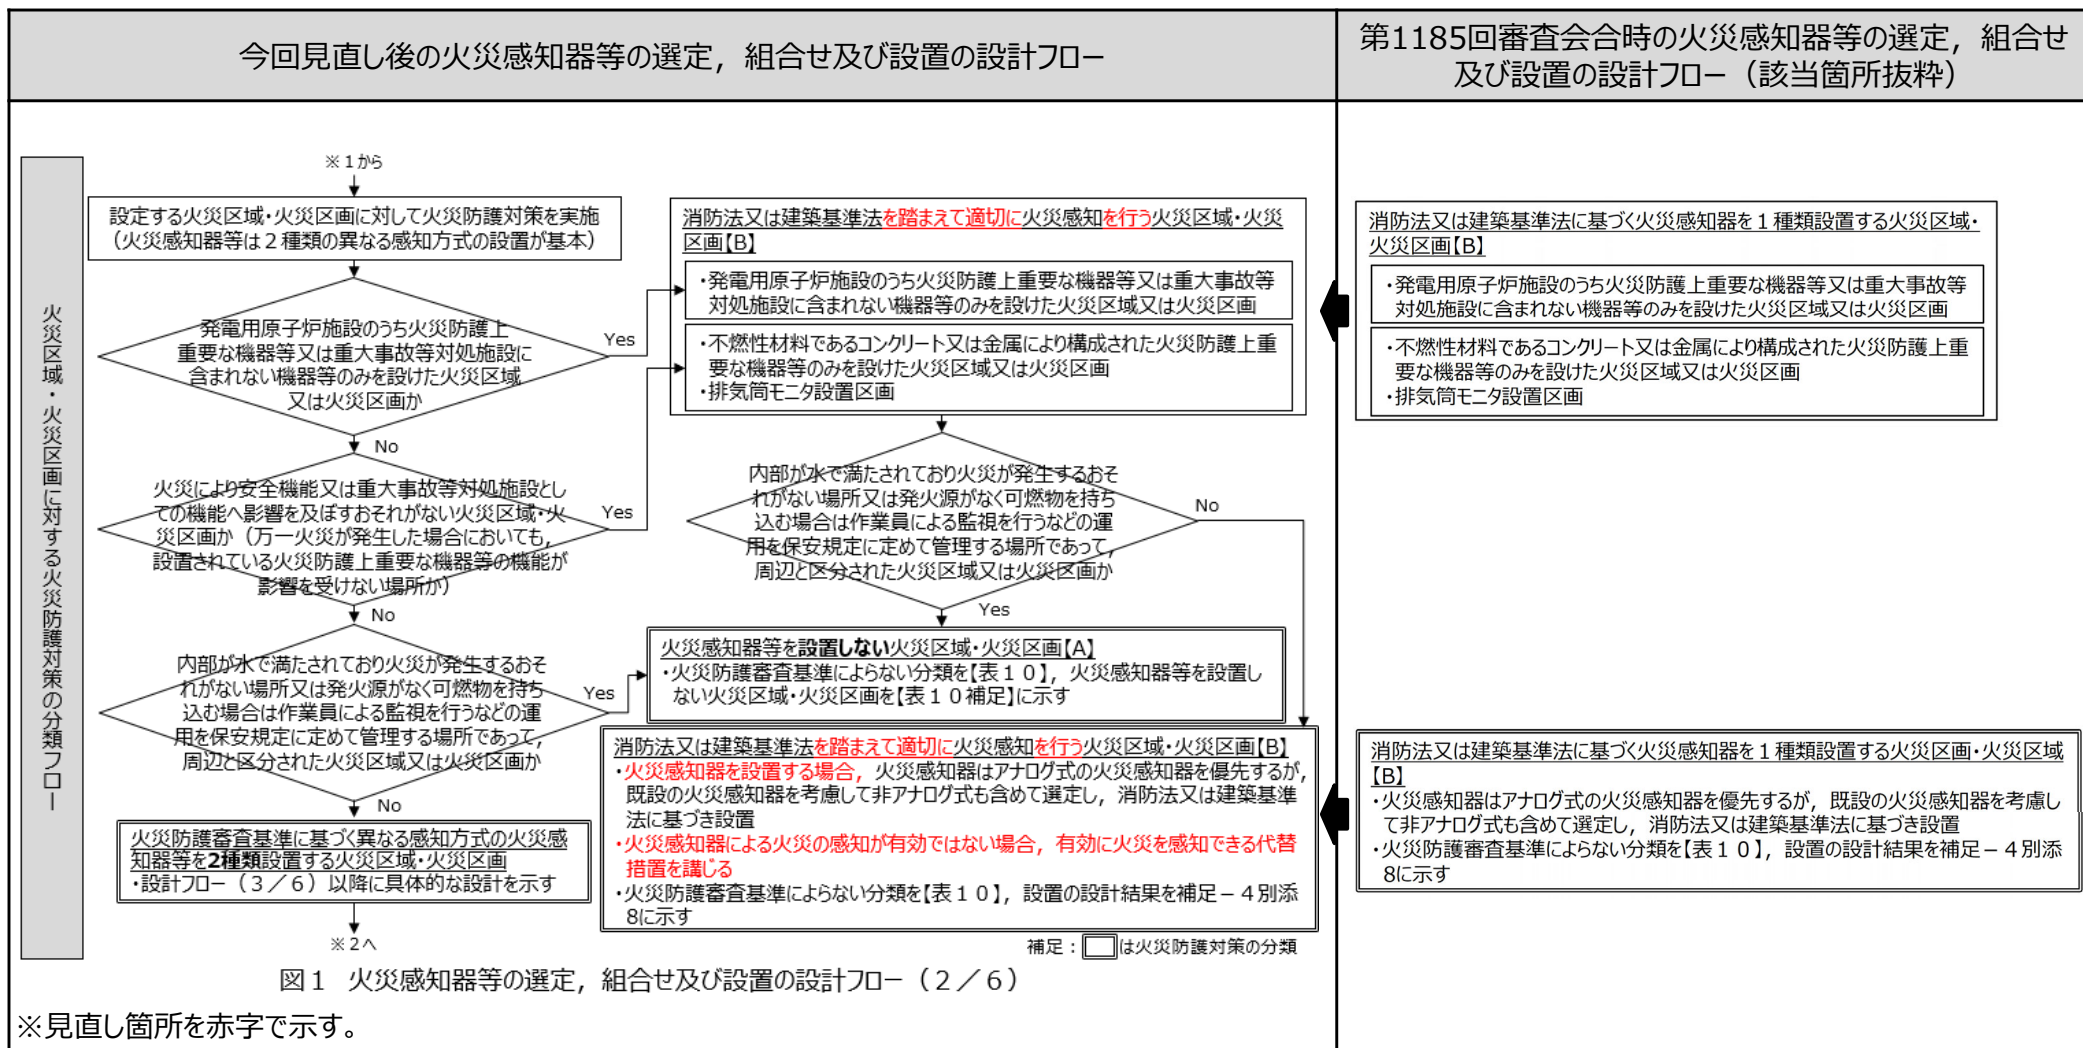 今回見直し後の火災感知器等の選定，組合せ及び設置の設計フロー
第1185回審査会合時の火災感知器等の選定，組合せ
及び設置の設計フロー（該当箇所抜粋）
火災区域・火災区画に対する火災防護対策の分類フロー
※１から
設定する火災区域・火災区画に対して火災防護対策を実施
（火災感知器等は２種類の異なる感知方式の設置が基本）
発電用原子炉施設のうち火災防護上
重要な機器等又は重大事故等対処施設に
含まれない機器等のみを設けた火災区域
又は火災区画か
Yes
No
火災により安全機能又は重大事故等対処施設とし
ての機能へ影響を及ぼすおそれがない火災区域・火
災区画か（万一火災が発生した場合においても，
設置されている火災防護上重要な機器等の機能が
影響を受けない場所か）
Yes
No
内部が水で満たされており火災が発生するおそ
れがない場所又は発火源がなく可燃物を持ち
込む場合は作業員による監視を行うなどの運
用を保安規定に定めて管理する場所であって，
周辺と区分された火災区域又は火災区画か
Yes
No
火災防護審査基準に基づく異なる感知方式の火災感
知器等を2種類設置する火災区域・火災区画
・設計フロー（３／６）以降に具体的な設計を示す
※２へ
消防法又は建築基準法を踏まえて適切に火災感知を行う火災区域・火災
区画【B】
・発電用原子炉施設のうち火災防護上重要な機器等又は重大事故等
対処施設に含まれない機器等のみを設けた火災区域又は火災区画
・不燃性材料であるコンクリート又は金属により構成された火災防護上重
要な機器等のみを設けた火災区域又は火災区画
・排気筒モニタ設置区画
内部が水で満たされており火災が発生するおそ
れがない場所又は発火源がなく可燃物を持ち
込む場合は作業員による監視を行うなどの運
用を保安規定に定めて管理する場所であって，
周辺と区分された火災区域又は火災区画か
No
Yes
火災感知器等を設置しない火災区域・火災区画【A】
・火災防護審査基準によらない分類を【表１０】，火災感知器等を設置し
ない火災区域・火災区画を【表１０補足】に示す
消防法又は建築基準法を踏まえて適切に火災感知を行う火災区域・火災区画【B】
・火災感知器を設置する場合，火災感知器はアナログ式の火災感知器を優先するが，
既設の火災感知器を考慮して非アナログ式も含めて選定し，消防法又は建築基準
法に基づき設置
・火災感知器による火災の感知が有効ではない場合，有効に火災を感知できる代替
措置を講じる
・火災防護審査基準によらない分類を【表１０】，設置の設計結果を補足－４別添
8に示す
補足：　は火災防護対策の分類
図１　火災感知器等の選定，組合せ及び設置の設計フロー（２／６）
※見直し箇所を赤字で示す。
消防法又は建築基準法に基づく火災感知器を１種類設置する火災区域・
火災区画【B】
・発電用原子炉施設のうち火災防護上重要な機器等又は重大事故等
対処施設に含まれない機器等のみを設けた火災区域又は火災区画
・不燃性材料であるコンクリート又は金属により構成された火災防護上重
要な機器等のみを設けた火災区域又は火災区画
・排気筒モニタ設置区画
消防法又は建築基準法に基づく火災感知器を１種類設置する火災区画・火災区域
【B】
・火災感知器はアナログ式の火災感知器を優先するが，既設の火災感知器を考慮し
て非アナログ式も含めて選定し，消防法又は建築基準法に基づき設置
・火災防護審査基準によらない分類を【表１０】，設置の設計結果を補足－４別添
8に示す